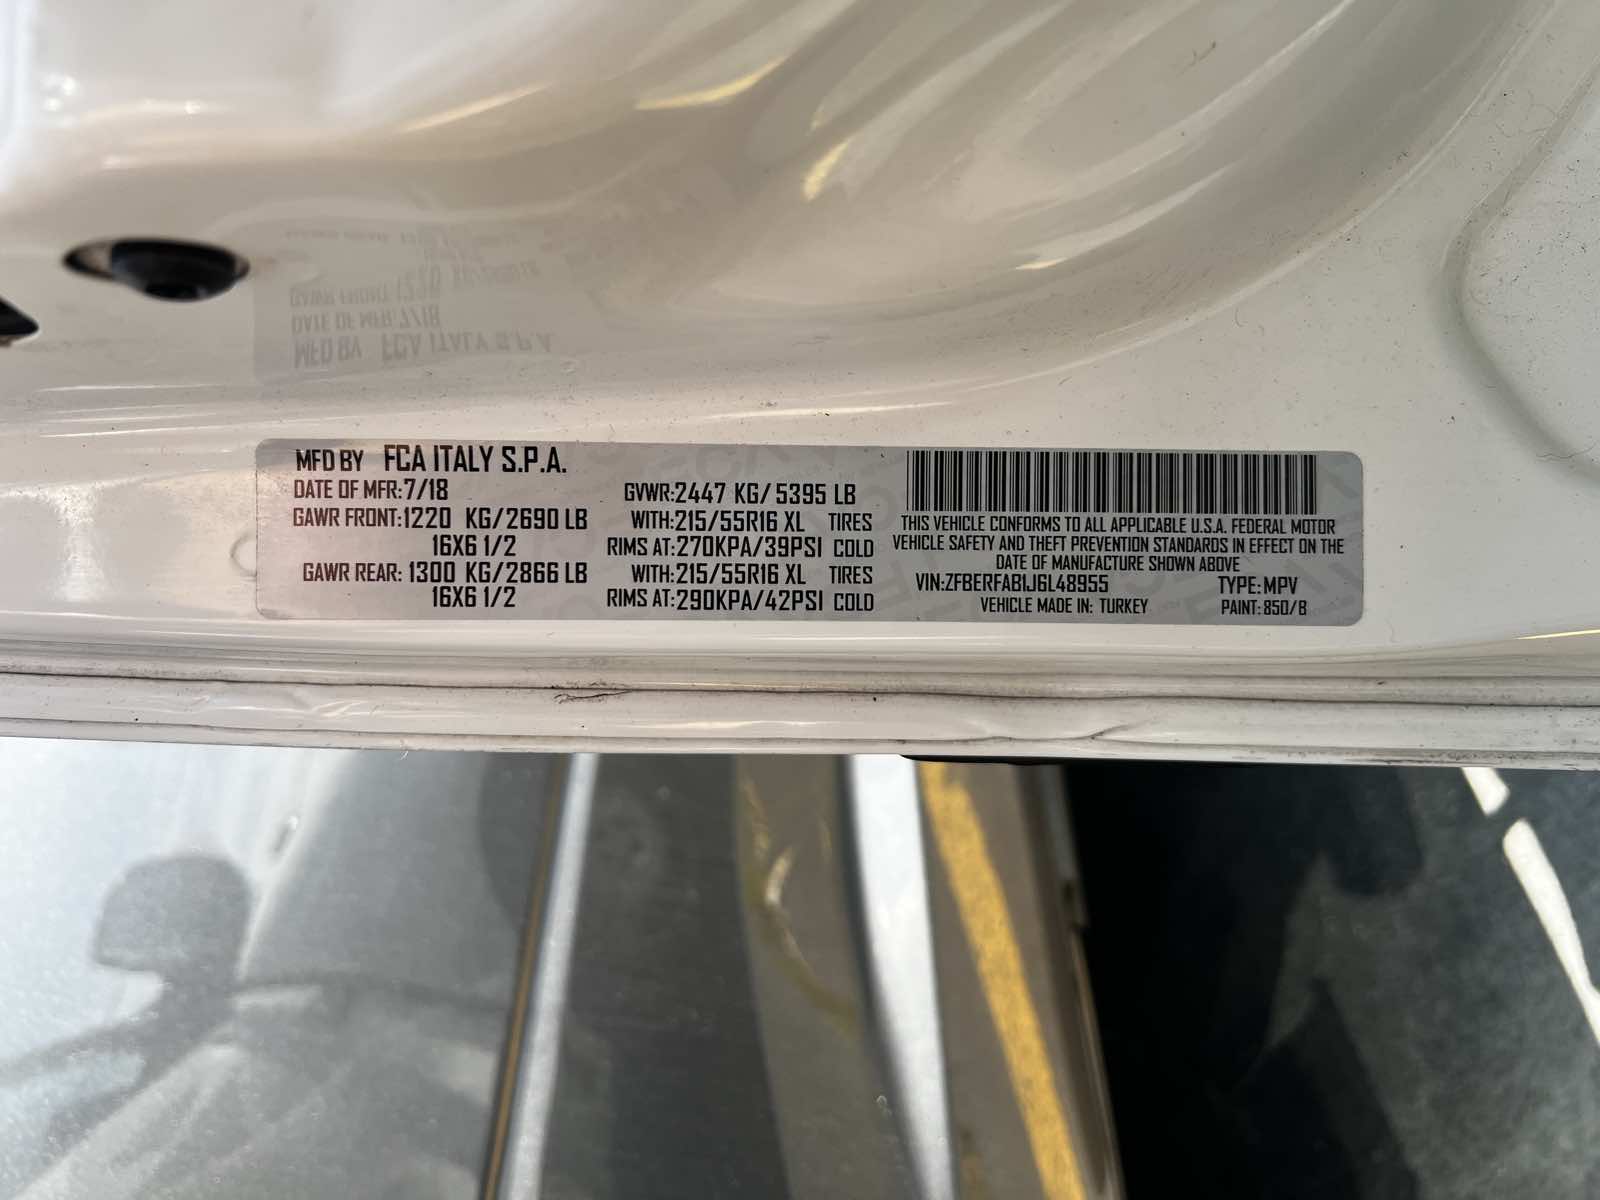 MFD BY FCA ITALY S.P.A.
DATE OF MFR:7/18
GAWR FRONT:1220 KG/2690 LB
16X6 1/2
GAWR REAR: 1300 KG/2866 LB
16X6 1/2
GVWR:2447 KG/5395 LB
WITH:215/55R16 XL TIRES
RIMS AT:270KPA/39PSI COLD
WITH:215/55R16 XL TIRES
RIMS AT:290KPA/42PSI COLD
THIS VEHICLE CONFORMS TO ALL APPLICABLE U.S.A. FEDERAL MOTOR
VEHICLE SAFETY AND THEFT PREVENTION STANDARDS IN EFFECT ON THE
DATE OF MANUFACTURE SHOWN ABOVE
VIN:ZFBERFAB1J6L48955 TYPE:MPV
VEHICLE MADE IN: TURKEY PAINT:850/B